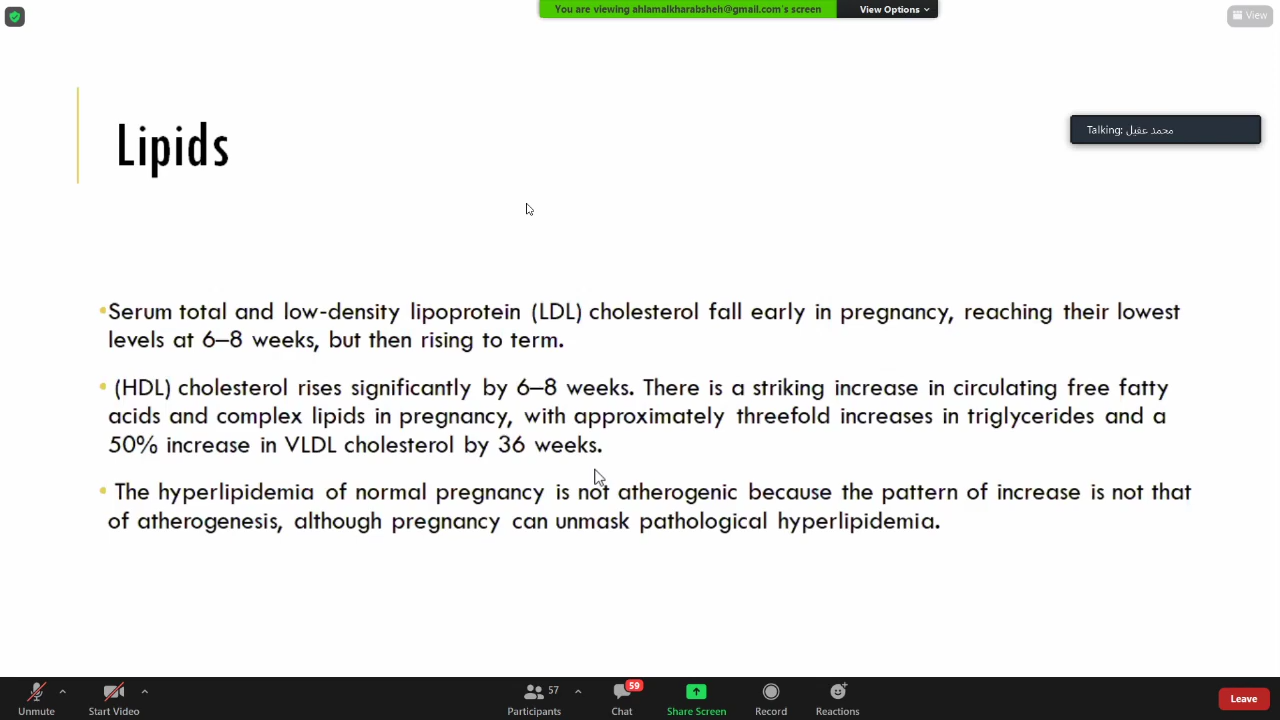 You are viewing ahlamalkharabsheh@gmail.com's screen
View Options
View
Talking: محمد عقيل
Lipids
•Serum total and low-density lipoprotein (LDL) cholesterol fall early in pregnancy, reaching their lowest
levels at 6–8 weeks, but then rising to term.
• (HDL) cholesterol rises significantly by 6–8 weeks. There is a striking increase in circulating free fatty
acids and complex lipids in pregnancy, with approximately threefold increases in triglycerides and a
50% increase in VLDL cholesterol by 36 weeks.
• The hyperlipidemia of normal pregnancy is not atherogenic because the pattern of increase is not that
of atherogenesis, although pregnancy can unmask pathological hyperlipidemia.
57
59
Unmute
Start Video
Participants
Chat
Share Screen
Record
Reactions
Leave